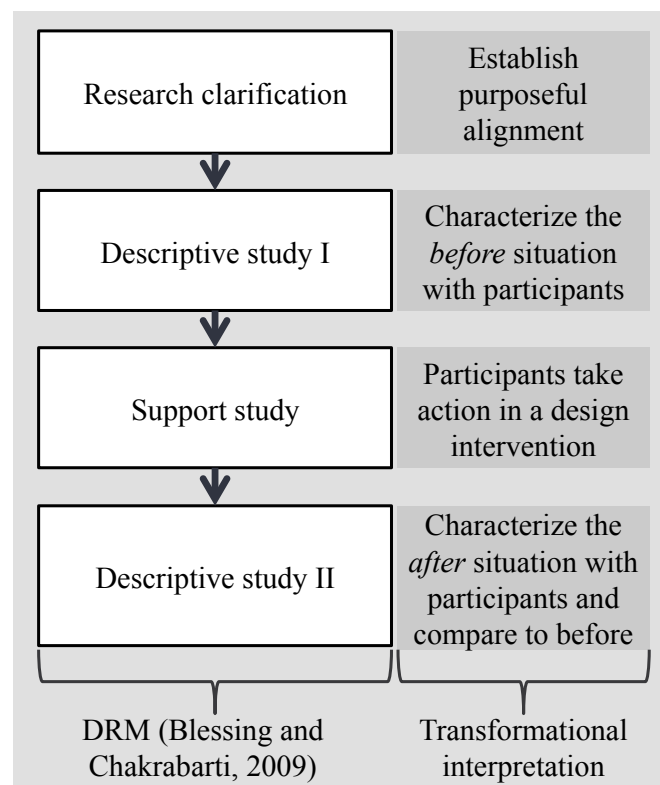 Research clarification
Establish
purposeful
alignment
Descriptive study I
Characterize the
before situation
with participants
Support study
Participants take
action in a design
intervention
Descriptive study II
Characterize the
after situation with
participants and
compare to before
DRM (Blessing and
Chakrabarti, 2009)
Transformational
interpretation